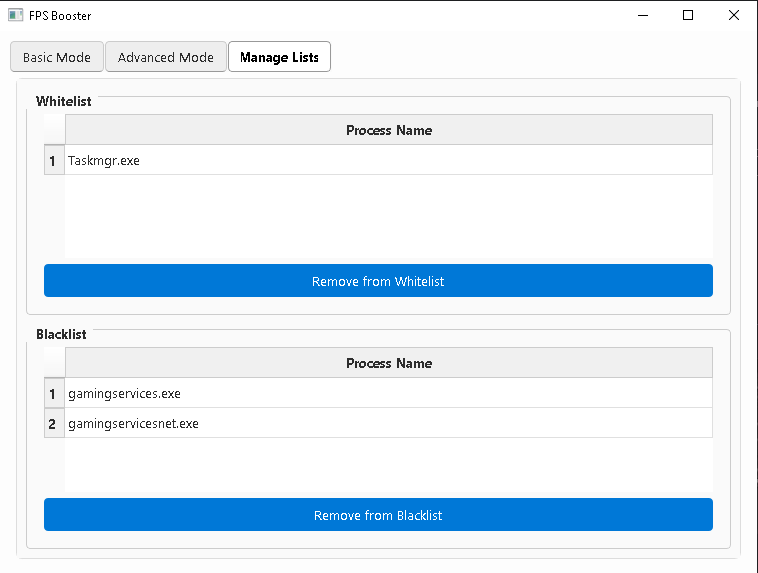 FPS Booster
Basic Mode Advanced Mode Manage Lists
Whitelist
Process Name
1 Taskmgr.exe
Remove from Whitelist
Blacklist
Process Name
1 gamingservices.exe
2 gamingservicesnet.exe
Remove from Blacklist